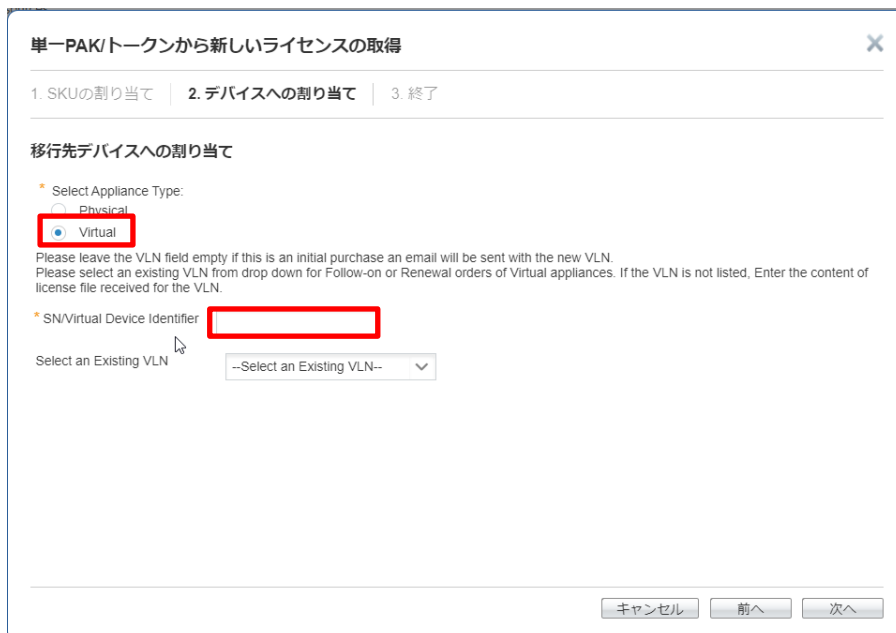 単一PAK/トークンから新しいライセンスの取得
1. SKUの割り当て 2. デバイスへの割り当て 3. 終了
移行先デバイスへの割り当て
* Select Appliance Type:
Physical
Virtual
Please leave the VLN field empty if this is an initial purchase an email will be sent with the new VLN.
Please select an existing VLN from drop down for Follow-on or Renewal orders of Virtual appliances. If the VLN is not listed, Enter the content of
license file received for the VLN.
* SN/Virtual Device Identifier
Select an Existing VLN --Select an Existing VLN--
キャンセル 前へ 次へ